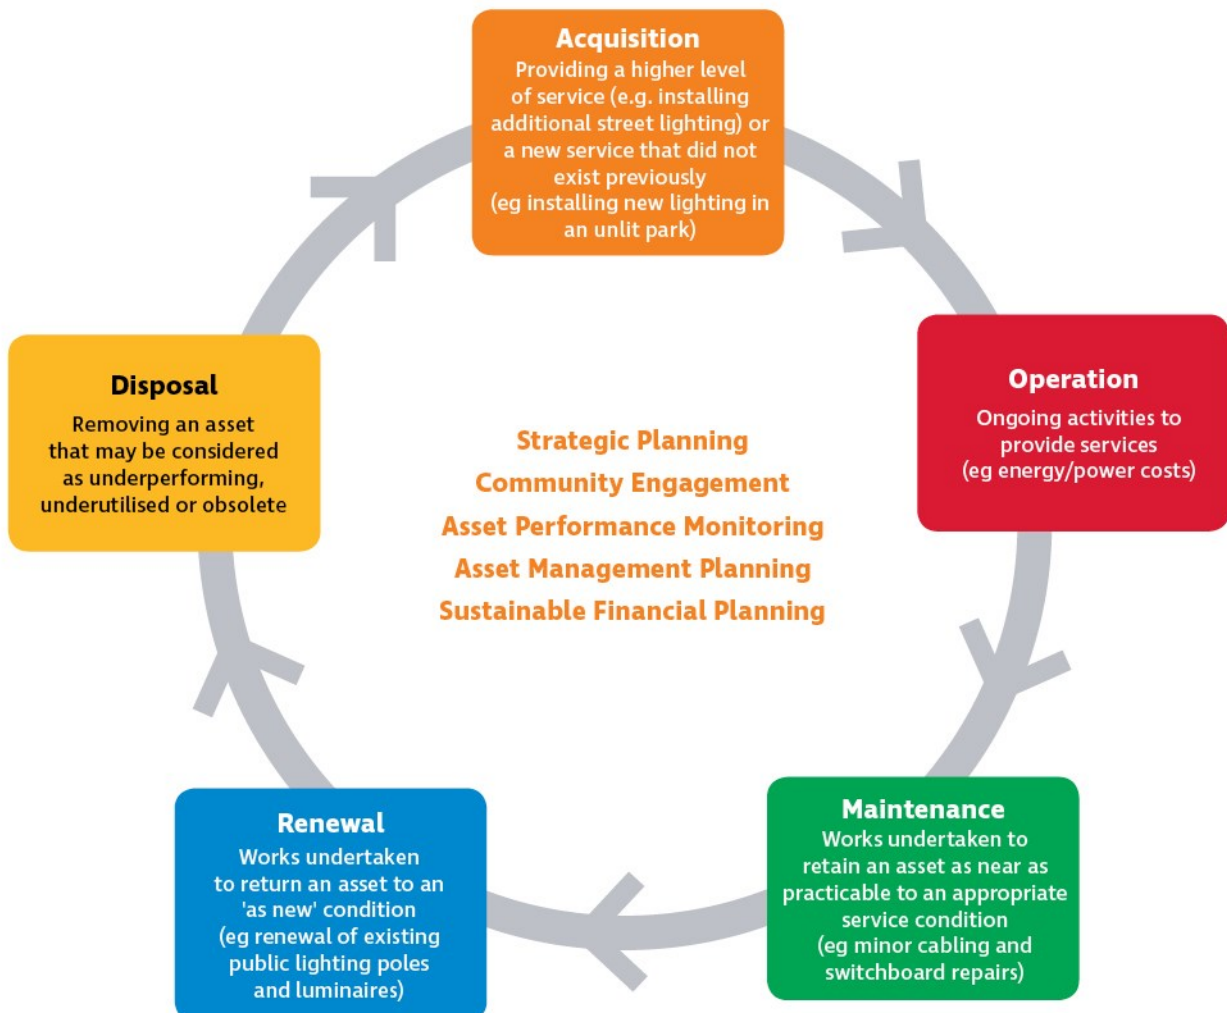 Acquisition
Providing a higher level
of service (e.g. installing
additional street lighting) or
a new service that did not
exist previously
(eg installing new lighting in
an unlit park)
Operation
Ongoing activities to
provide services
(eg energy/power costs)
Maintenance
Works undertaken to
retain an asset as near as
practicable to an appropriate
service condition
(eg minor cabling and
switchboard repairs)
Renewal
Works undertaken
to return an asset to an
'as new' condition
(eg renewal of existing
public lighting poles
and luminaires)
Disposal
Removing an asset
that may be considered
as underperforming,
underutilised or obsolete
Strategic Planning
Community Engagement
Asset Performance Monitoring
Asset Management Planning
Sustainable Financial Planning